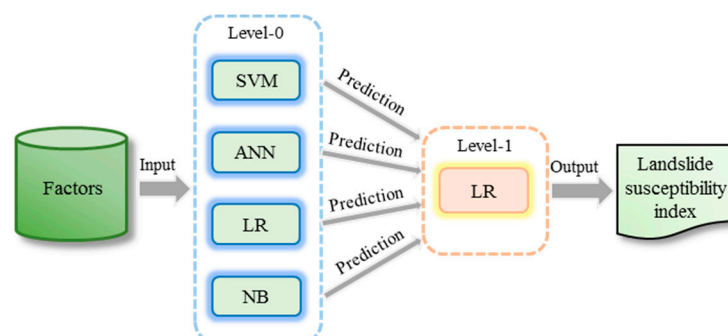 Factors
Input
Level-0
SVM
ANN
LR
NB
Prediction
Prediction
Prediction
Prediction
Level-1
LR
Output
Landslide
susceptibility
index